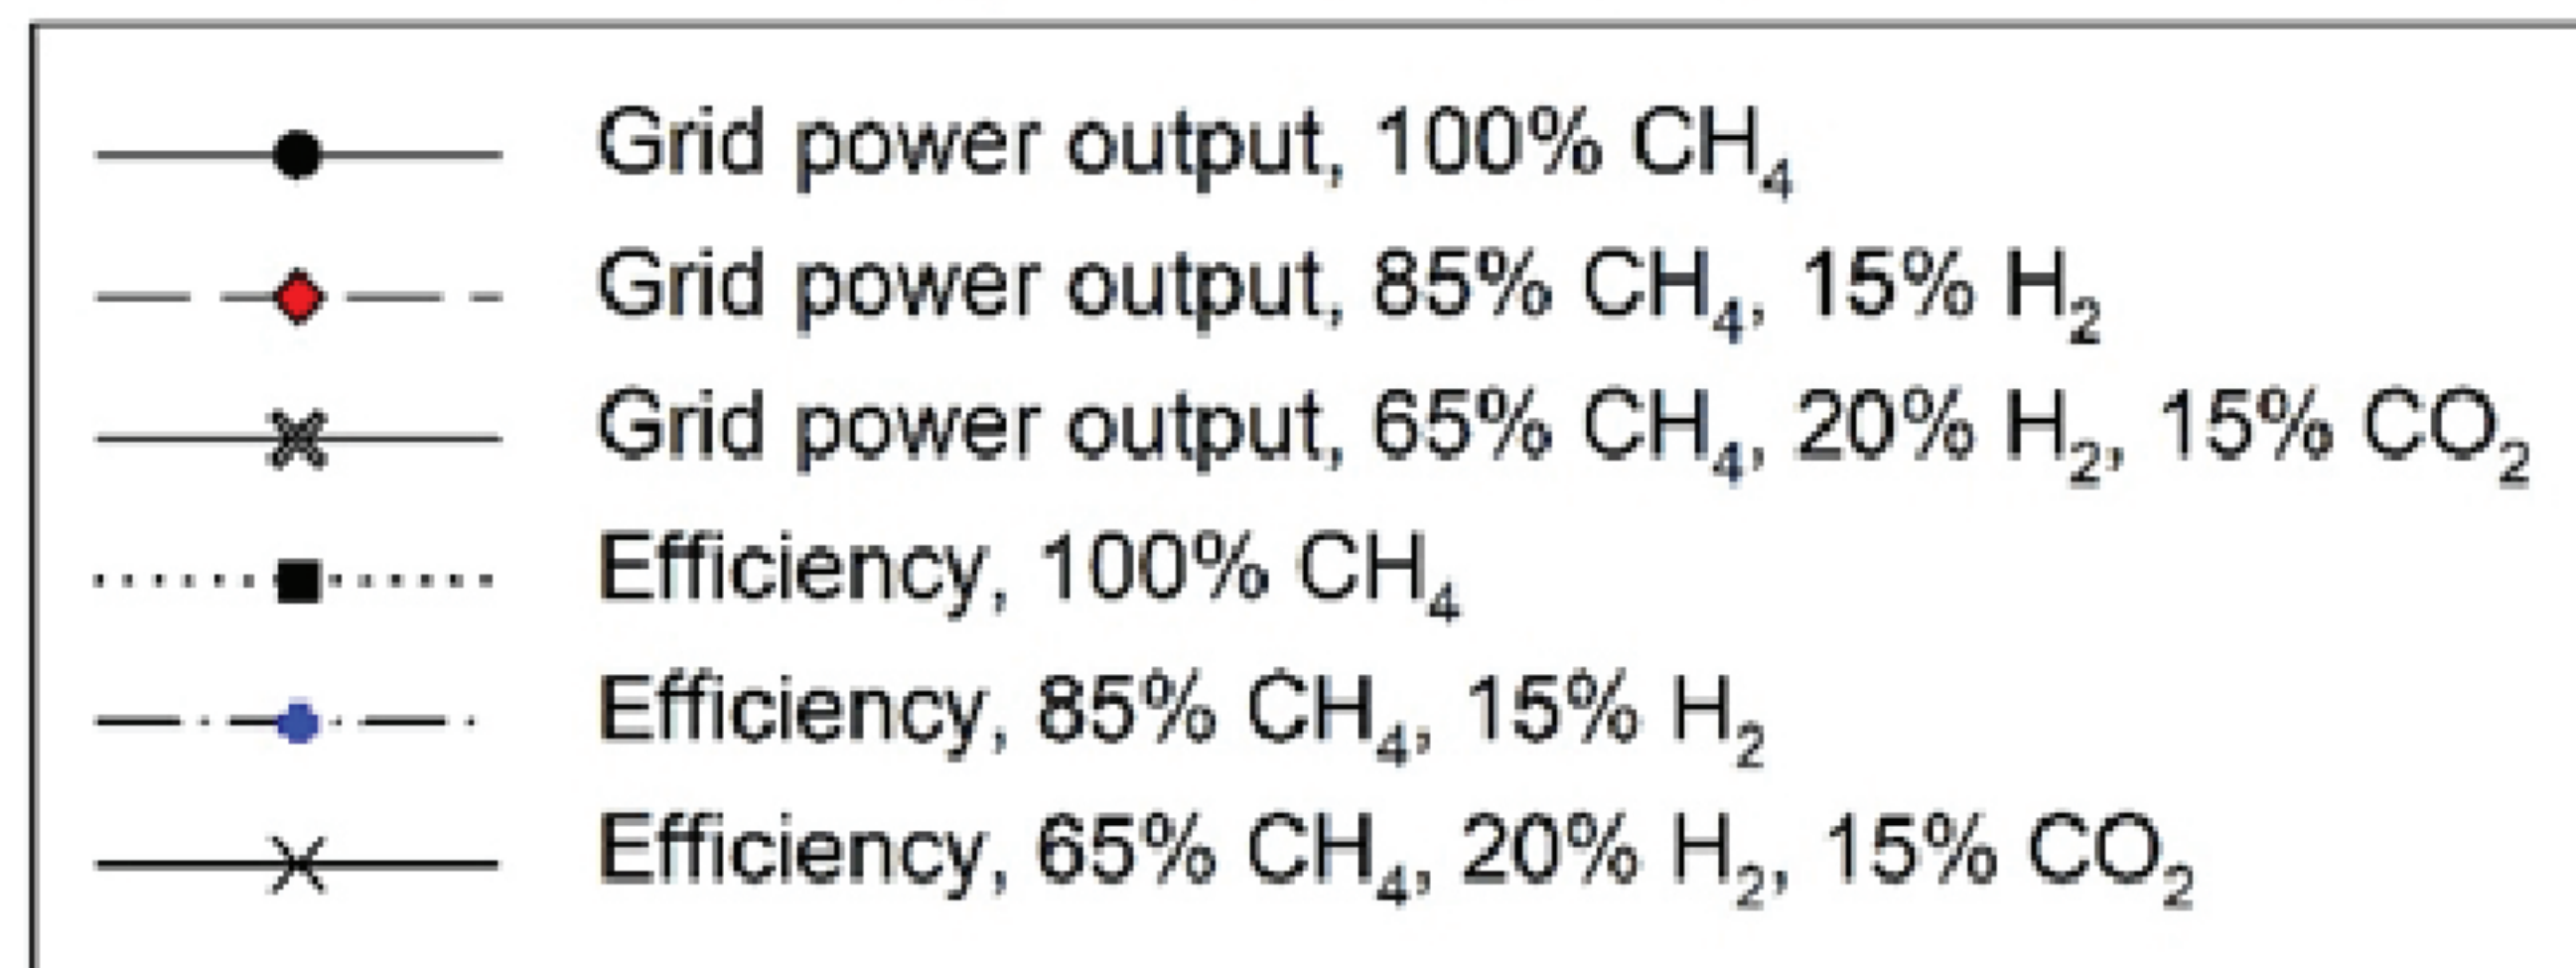 Grid power output, 100% CH₄
Grid power output, 85% CH₄, 15% H₂
Grid power output, 65% CH₄, 20% H₂, 15% CO₂
Efficiency, 100% CH₄
Efficiency, 85% CH₄, 15% H₂
Efficiency, 65% CH₄, 20% H₂, 15% CO₂